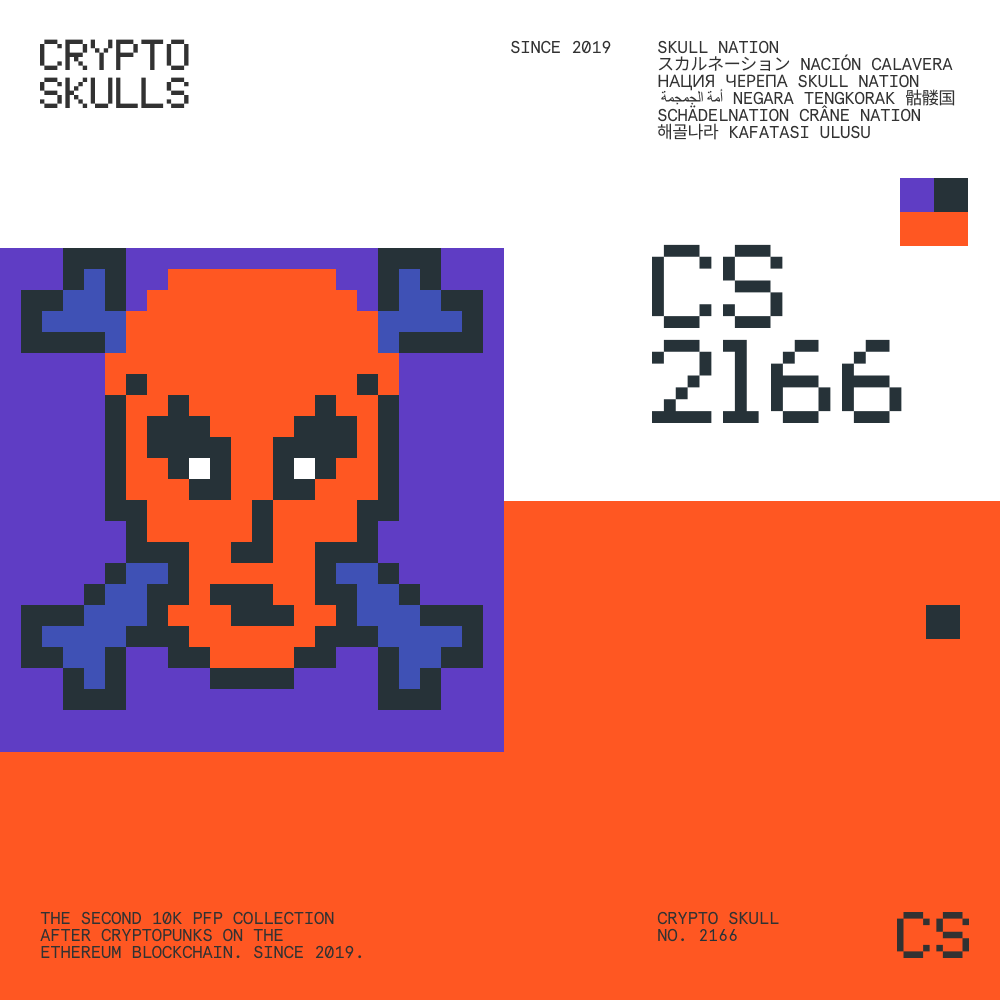 CRYPTO
SKULLS
SINCE 2019
SKULL NATION
スカルネーション NACIÓN CALAVERA
НАЦИЯ ЧЕРЕПА SKULL NATION
أمة الجمجمة NEGARA TENGKORAK 骷髅国
SCHÄDELNATION CRÂNE NATION
해골나라 KAFATASI ULUSU
CS
2166
THE SECOND 10K PFP COLLECTION
AFTER CRYPTOPUNKS ON THE
ETHEREUM BLOCKCHAIN. SINCE 2019.
CRYPTO SKULL
NO. 2166
CS